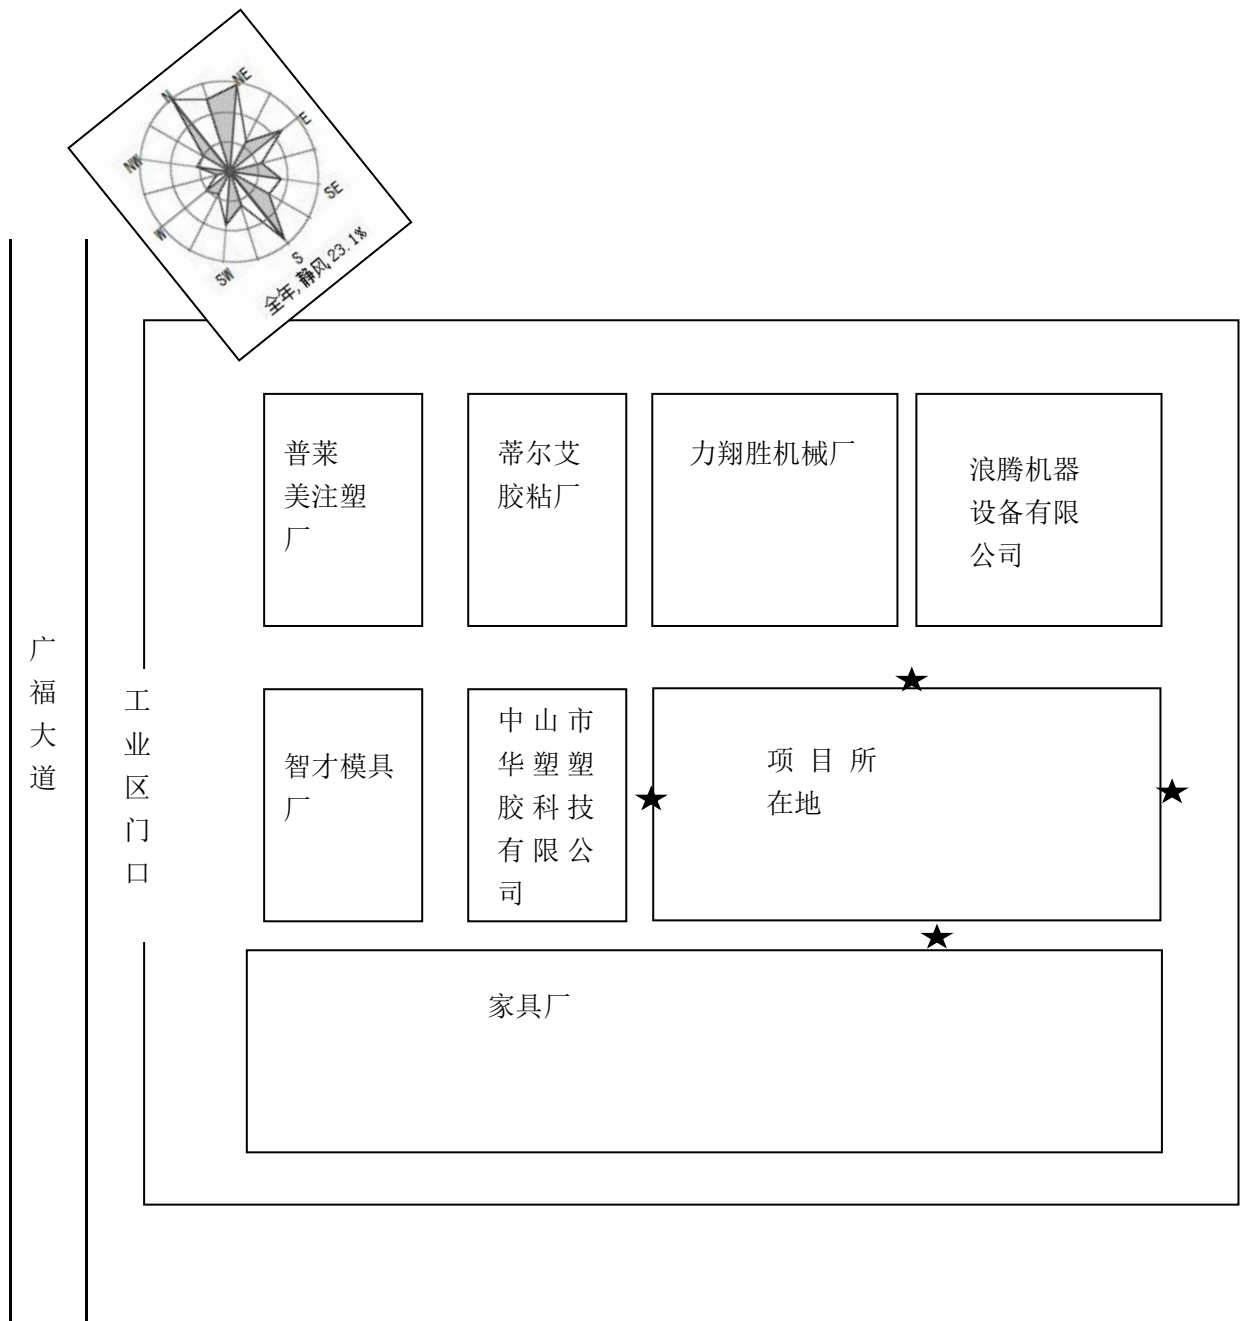 N
NE
E
SE
S
SW
W
NW
全年,静风 23.1%
普莱
美注塑
厂
蒂尔艾
胶粘厂
力翔胜机械厂
浪腾机器
设备有限
公司
广
福
大
道
工
业
区
门
口
智才模具
厂
中山市
华塑塑
胶科技
有限公
司
项目所
在地
家具厂